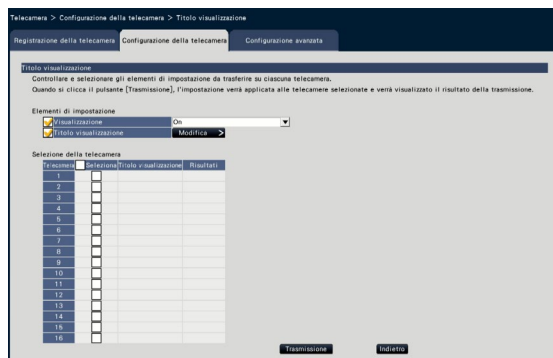 Telecamera > Configurazione della telecamera > Titolo visualizzazione
Registrazione della telecamera Configurazione della telecamera Configurazione avanzata
Titolo visualizzazione
Controllare e selezionare gli elementi di impostazione da trasferire su ciascuna telecamera.
Quando si clicca il pulsante [Trasmissione], l'impostazione verrà applicata alle telecamere selezionate e verrà visualizzato il risultato della trasmissione.
Elementi di impostazione
Visualizzazione On
Titolo visualizzazione Modifica >
Selezione della telecamera
Telecamera Seleziona Titolo visualizzazione Risultati
1
2
3
4
5
6
7
8
9
10
11
12
13
14
15
16
Trasmissione Indietro